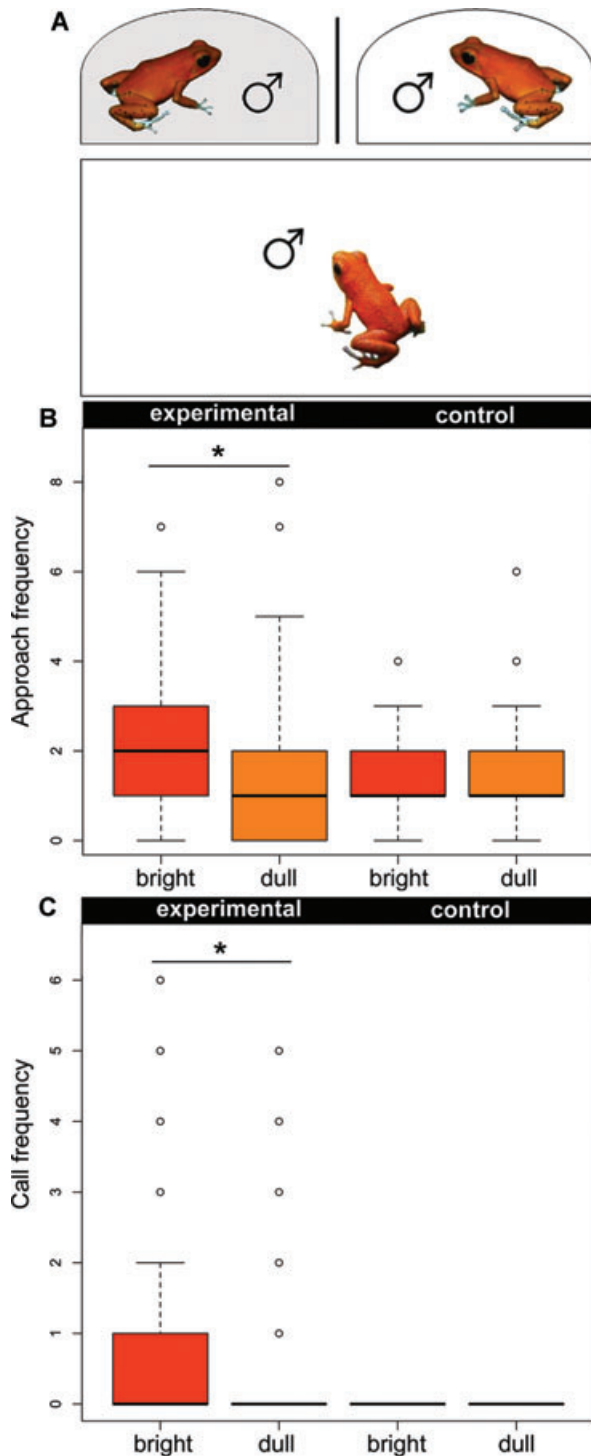 A
♂ ♂
♂
B
experimental control
*
Approach frequency
8
6
4
2
0
bright dull bright dull
C
experimental control
*
Call frequency
6
5
4
3
2
1
0
bright dull bright dull